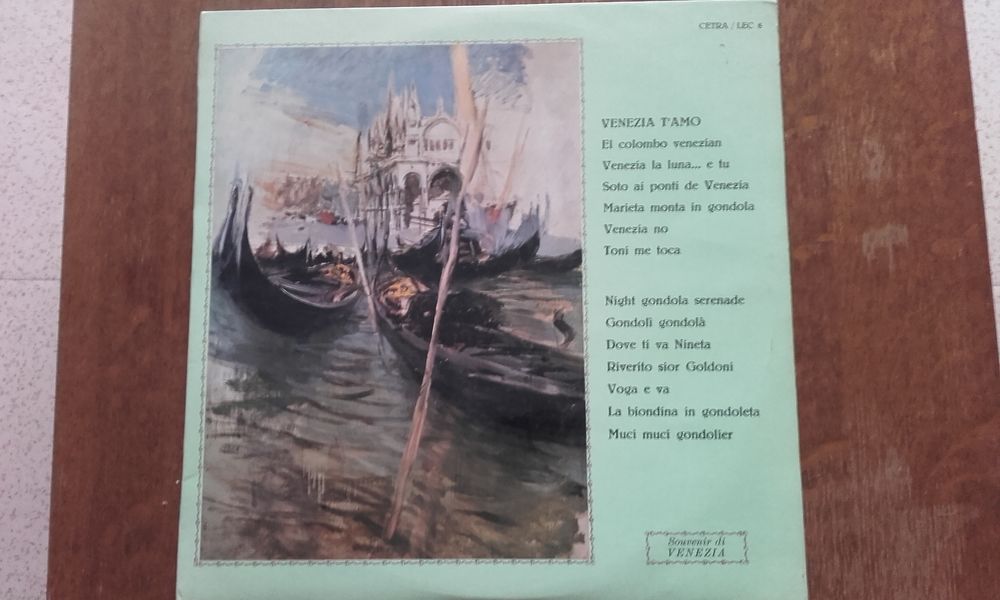 CETRA / LEC 6
VENEZIA T'AMO
El colombo venezian
Venezia la luna... e tu
Soto ai ponti de Venezia
Marieta monta in gondola
Venezia no
Toni me toca
Night gondola serenade
Gondolì gondolà
Dove ti va Nineta
Riverito sior Goldoni
Voga e va
La biondina in gondoleta
Muci muci gondolier
Souvenir di
VENEZIA